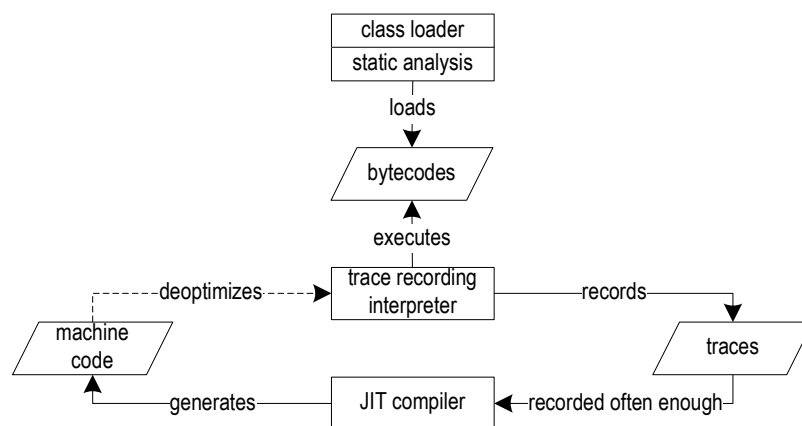 class loader
static analysis
loads
bytecodes
executes
deoptimizes
trace recording
interpreter
records
machine
code
traces
generates
JIT compiler
recorded often enough